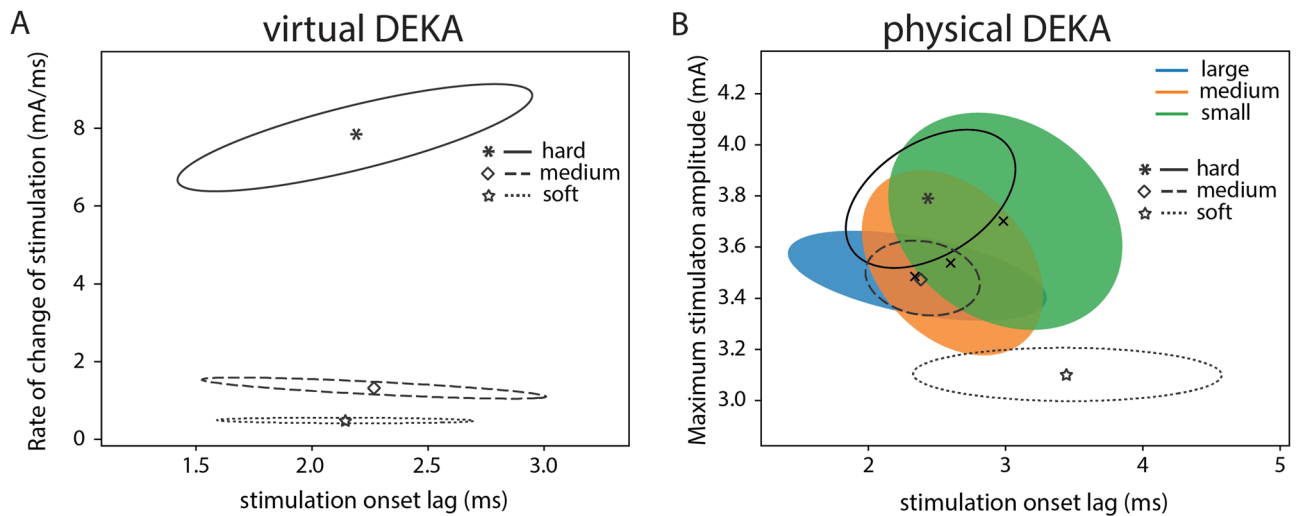 A
virtual DEKA
Rate of change of stimulation (mA/ms)
8
6
4
2
0
hard
medium
soft
1.5
2.0
2.5
3.0
stimulation onset lag (ms)
B
physical DEKA
Maximum stimulaton amplitude (mA)
4.2
4.0
3.8
3.6
3.4
3.2
3.0
large
medium
small
hard
medium
soft
2
3
4
5
stimulation onset lag (ms)